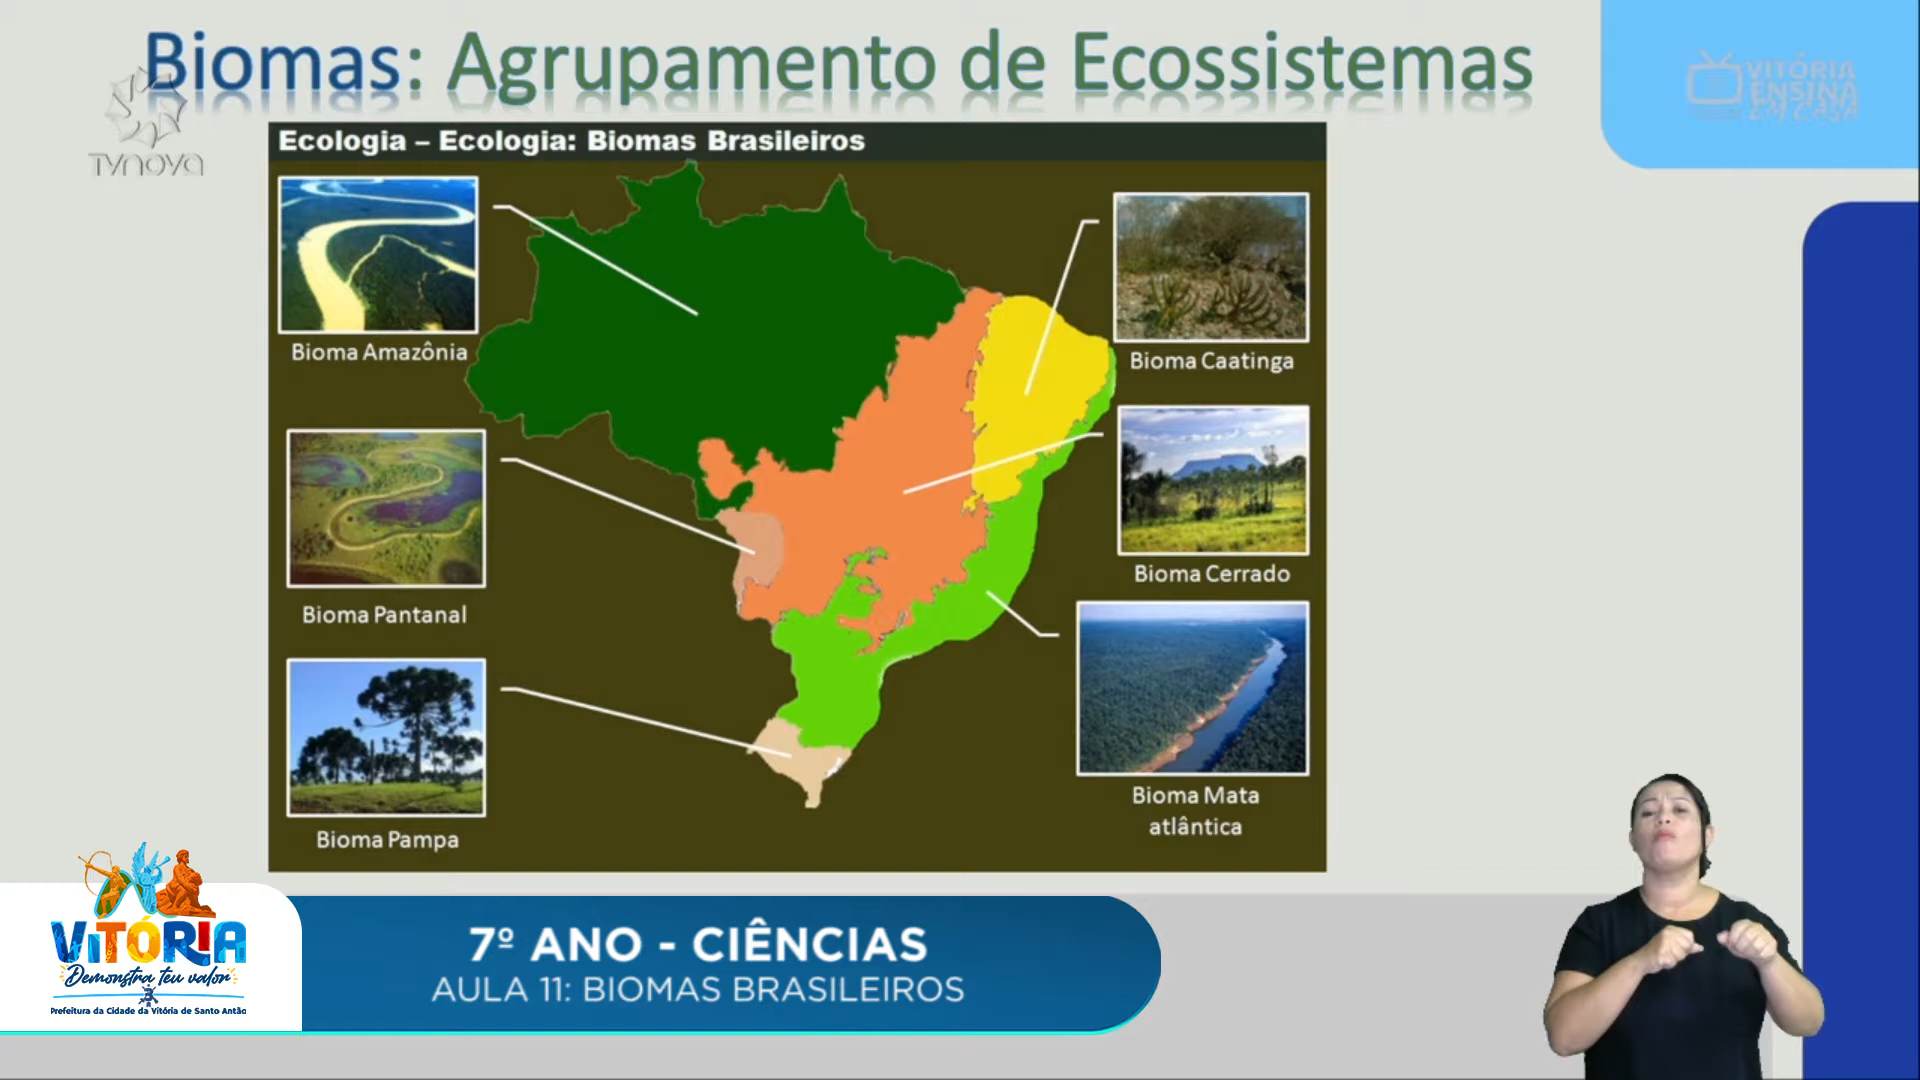 Biomas: Agrupamento de Ecossistemas
TVNOVA
VITÓRIA
ENSINA
EM CASA
Ecologia – Ecologia: Biomas Brasileiros
Bioma Amazônia
Bioma Caatinga
Bioma Pantanal
Bioma Cerrado
Bioma Pampa
Bioma Mata
atlântica
7º ANO - CIÊNCIAS
AULA 11: BIOMAS BRASILEIROS
VITÓRIA
Demonstra teu valor
Prefeitura da Cidade da Vitória de Santo Antão